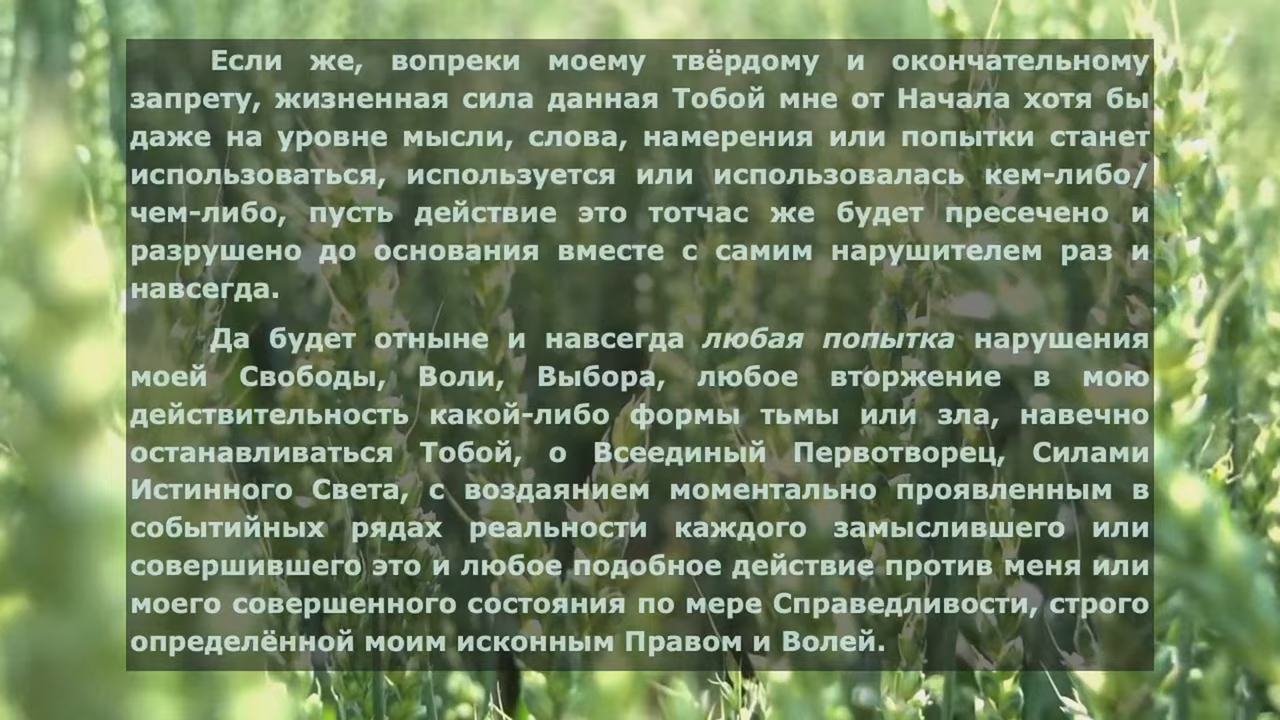 Если же, вопреки моему твёрдому и окончательному
запрету, жизненная сила данная Тобой мне от Начала хотя бы
даже на уровне мысли, слова, намерения или попытки станет
использоваться, используется или использовалась кем-либо/
чем-либо, пусть действие это тотчас же будет пресечено и
разрушено до основания вместе с самим нарушителем раз и
навсегда.
Да будет отныне и навсегда любая попытка нарушения
моей Свободы, Воли, Выбора, любое вторжение в мою
действительность какой-либо формы тьмы или зла, навечно
останавливаться Тобой, о Всеединый Первотворец, Силами
Истинного Света, с воздаянием моментально проявленным в
событийных рядах реальности каждого замыслившего или
совершившего это и любое подобное действие против меня или
моего совершенного состояния по мере Справедливости, строго
определённой моим исконным Правом и Волей.